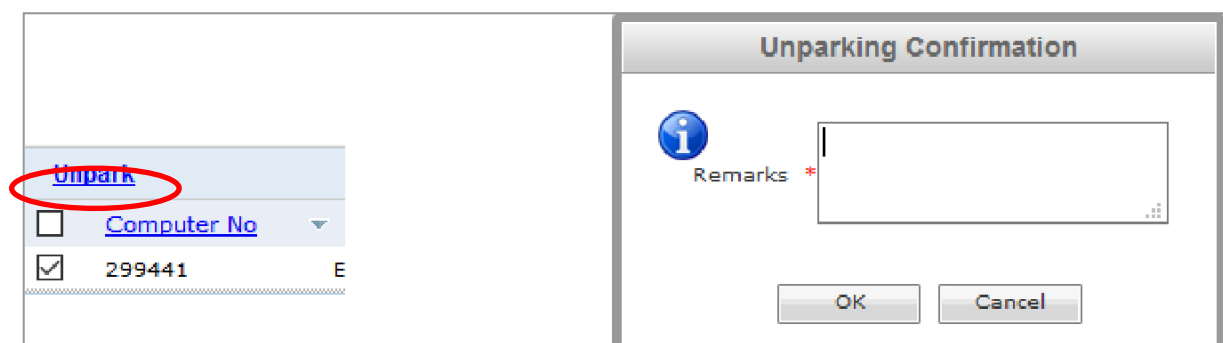 Unpark
Computer No
299441 E
Unparking Confirmation
Remarks *
OK Cancel